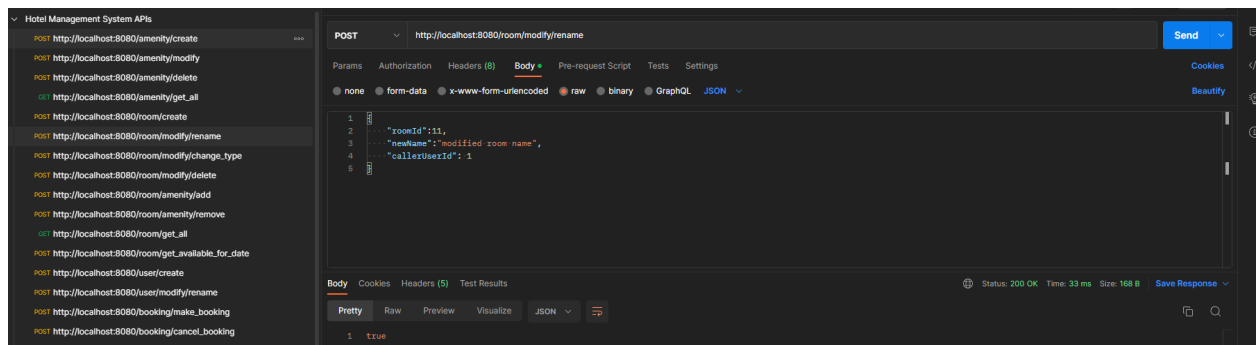 Hotel Management System APIs
POST http://localhost:8080/amenity/create
POST http://localhost:8080/amenity/modify
POST http://localhost:8080/amenity/delete
GET http://localhost:8080/amenity/get_all
POST http://localhost:8080/room/create
POST http://localhost:8080/room/modify/rename
POST http://localhost:8080/room/modify/change_type
POST http://localhost:8080/room/modify/delete
POST http://localhost:8080/room/amenity/add
POST http://localhost:8080/room/amenity/remove
GET http://localhost:8080/room/get_all
POST http://localhost:8080/room/get_available_for_date
POST http://localhost:8080/user/create
POST http://localhost:8080/user/modify/rename
POST http://localhost:8080/booking/make_booking
POST http://localhost:8080/booking/cancel_booking
POST http://localhost:8080/room/modify/rename Send
Params Authorization Headers (8) Body Pre-request Script Tests Settings Cookies
none form-data x-www-form-urlencoded raw binary GraphQL JSON Beautify
1 {
2 "roomId":11,
3 "newName":"modified room name",
4 "callerUserId": 1
5 }
Body Cookies Headers (5) Test Results Status: 200 OK Time: 33 ms Size: 168 B Save Response
Pretty Raw Preview Visualize JSON
1 true